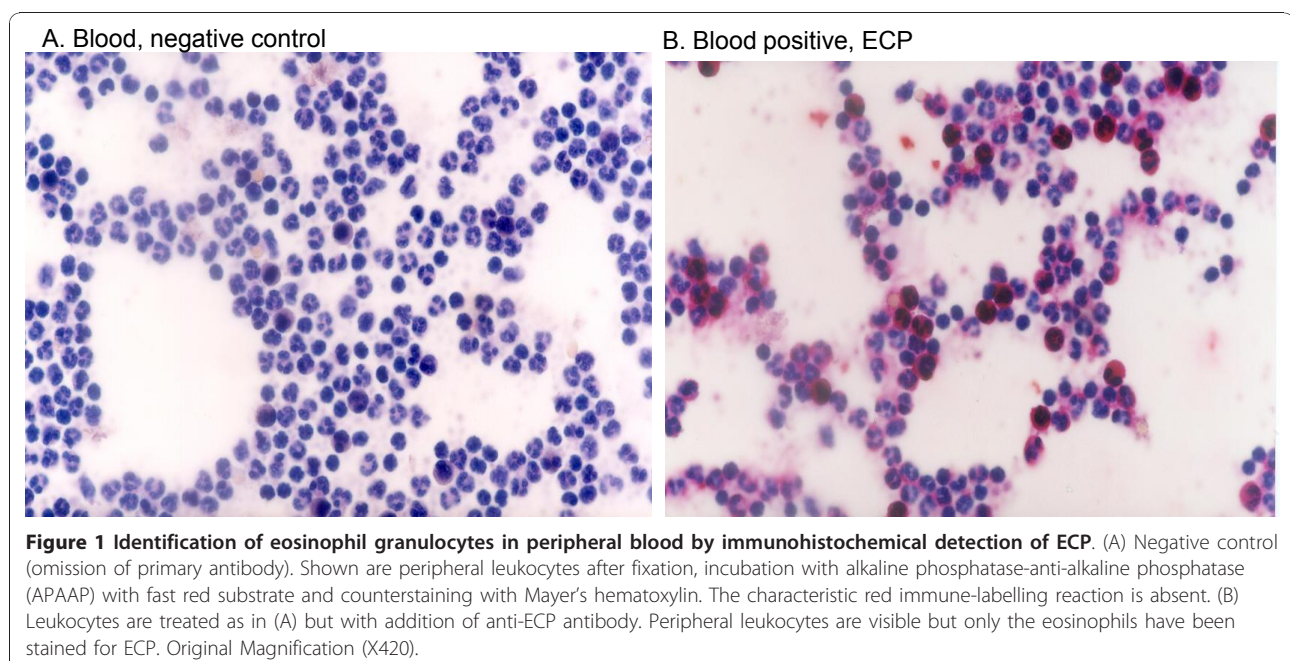 A. Blood, negative control
B. Blood positive, ECP
Figure 1 Identification of eosinophil granulocytes in peripheral blood by immunohistochemical detection of ECP. (A) Negative control
(omission of primary antibody). Shown are peripheral leukocytes after fixation, incubation with alkaline phosphatase-anti-alkaline phosphatase
(APAAP) with fast red substrate and counterstaining with Mayer's hematoxylin. The characteristic red immune-labelling reaction is absent. (B)
Leukocytes are treated as in (A) but with addition of anti-ECP antibody. Peripheral leukocytes are visible but only the eosinophils have been
stained for ECP. Original Magnification (X420).